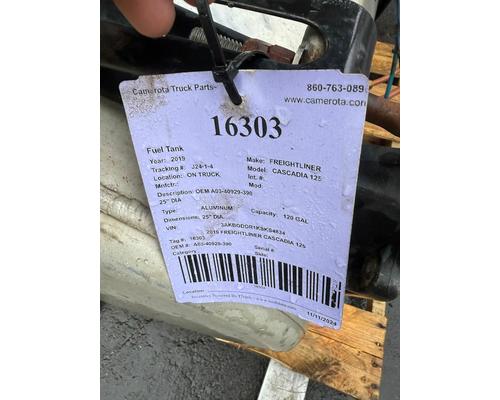 Camerota Truck Parts-
860-763-089
www.camerota.com
16303
Fuel Tank
Year: 2019
Make: FREIGHTLINER
Tracking #: J24-1-4
Model: CASCADIA 125
Location: ON TRUCK
Int. #:
Mnfctr:
Mod:
Description: OEM A03-40929-390
25" DIA
Type: ALUMINUM
Capacity: 120 GAL
Dimensions: 25" DIA.
VIN:
2019 FREIGHTLINER CASCADIA 125
Tag #: 16303
Serial #:
OEM #: A03-40929-390
Side:
Category:
Location:
11/11/2024